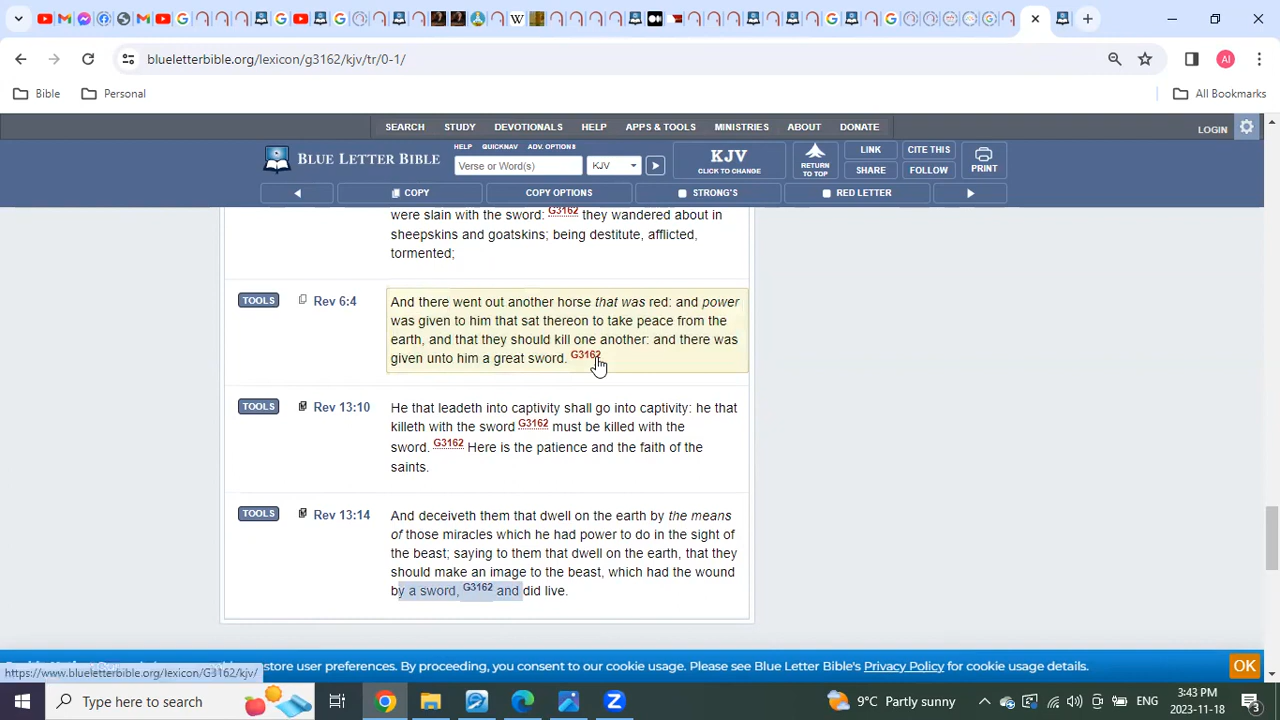 blueletterbible.org/lexicon/g3162/kjv/tr/0-1/
AI
Bible
Personal
All Bookmarks
SEARCH
STUDY
DEVOTIONALS
HELP
APPS & TOOLS
MINISTRIES
ABOUT
DONATE
LOGIN
BLUE LETTER BIBLE
HELP
QUICKNAV
ADV. OPTIONS
Verse or Word(s)
KJV
KJV
CLICK TO CHANGE
RETURN
TO TOP
LINK
CITE THIS
SHARE
FOLLOW
PRINT
COPY
COPY OPTIONS
STRONG'S
RED LETTER
were slain with the sword: G3162 they wandered about in
sheepskins and goatskins; being destitute, afflicted,
tormented;
TOOLS
Rev 6:4
And there went out another horse that was red: and power
was given to him that sat thereon to take peace from the
earth, and that they should kill one another: and there was
given unto him a great sword. G3162
TOOLS
Rev 13:10
He that leadeth into captivity shall go into captivity: he that
killeth with the sword G3162 must be killed with the
sword. G3162 Here is the patience and the faith of the
saints.
TOOLS
Rev 13:14
And deceiveth them that dwell on the earth by the means
of those miracles which he had power to do in the sight of
the beast; saying to them that dwell on the earth, that they
should make an image to the beast, which had the wound
by a sword, G3162 and did live.
store user preferences. By proceeding, you consent to our cookie usage. Please see Blue Letter Bible's Privacy Policy for cookie usage details.
OK
https://www.blueletterbible.org/lexicon/G3162/kjv/
Type here to search
9°C Partly sunny
ENG
3:43 PM
2023-11-18
3